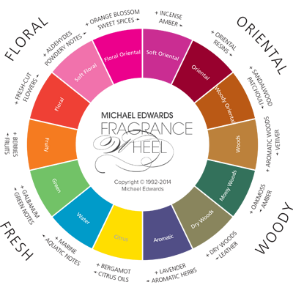 FLORAL
ORIENTAL
WOODY
FRESH
+ ORANGE BLOSSOM
SWEET SPICES +
+ INCENSE
AMBER +
+ ORIENTAL
RESINS +
+ SANDALWOOD
PATCHOULI +
+ AROMATIC WOODS
VETIVER
+ OAKMOSS
+ AMBER
+ DRY WOODS
+ LEATHER
+ LAVENDER
+ AROMATIC HERBS
+ BERGAMOT
+ CITRUS OILS
+ MARINE
+ AQUATIC NOTES
+ GALBANUM
+ GREEN NOTES
+ BERRIES
+ FRUITS
+ FRESH-CUT
FLOWERS +
+ ALDEHYDES
POWDERY NOTES +
Floral Oriental
Soft Oriental
Oriental
Woody Oriental
Woods
Mossy Woods
Dry Woods
Aromatic
Citrus
Water
Green
Fruity
Floral
Soft Floral
MICHAEL EDWARDS
FRAGRANCE
WHEEL
Copyright © 1992-2014
Michael Edwards